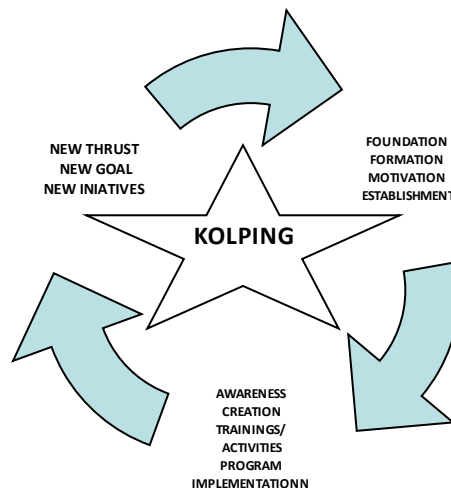 NEW THRUST
NEW GOAL
NEW INIATIVES
FOUNDATION
FORMATION
MOTIVATION
ESTABLISHMENT
KOLPING
AWARENESS
CREATION
TRAININGS/
ACTIVITIES
PROGRAM
IMPLEMENTATIONN